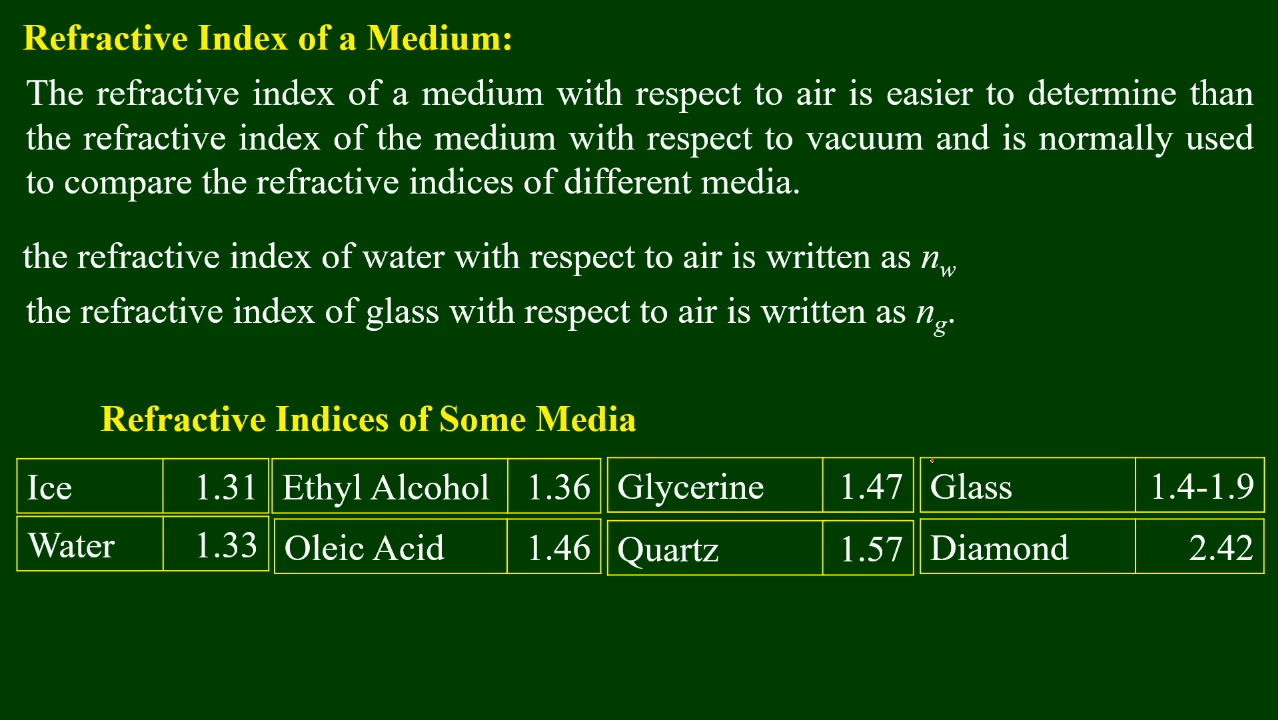 Refractive Index of a Medium:
The refractive index of a medium with respect to air is easier to determine than
the refractive index of the medium with respect to vacuum and is normally used
to compare the refractive indices of different media.
the refractive index of water with respect to air is written as n_w
the refractive index of glass with respect to air is written as n_g.
Refractive Indices of Some Media
Ice 1.31 Ethyl Alcohol 1.36 Glycerine 1.47 Glass 1.4-1.9
Water 1.33 Oleic Acid 1.46 Quartz 1.57 Diamond 2.42